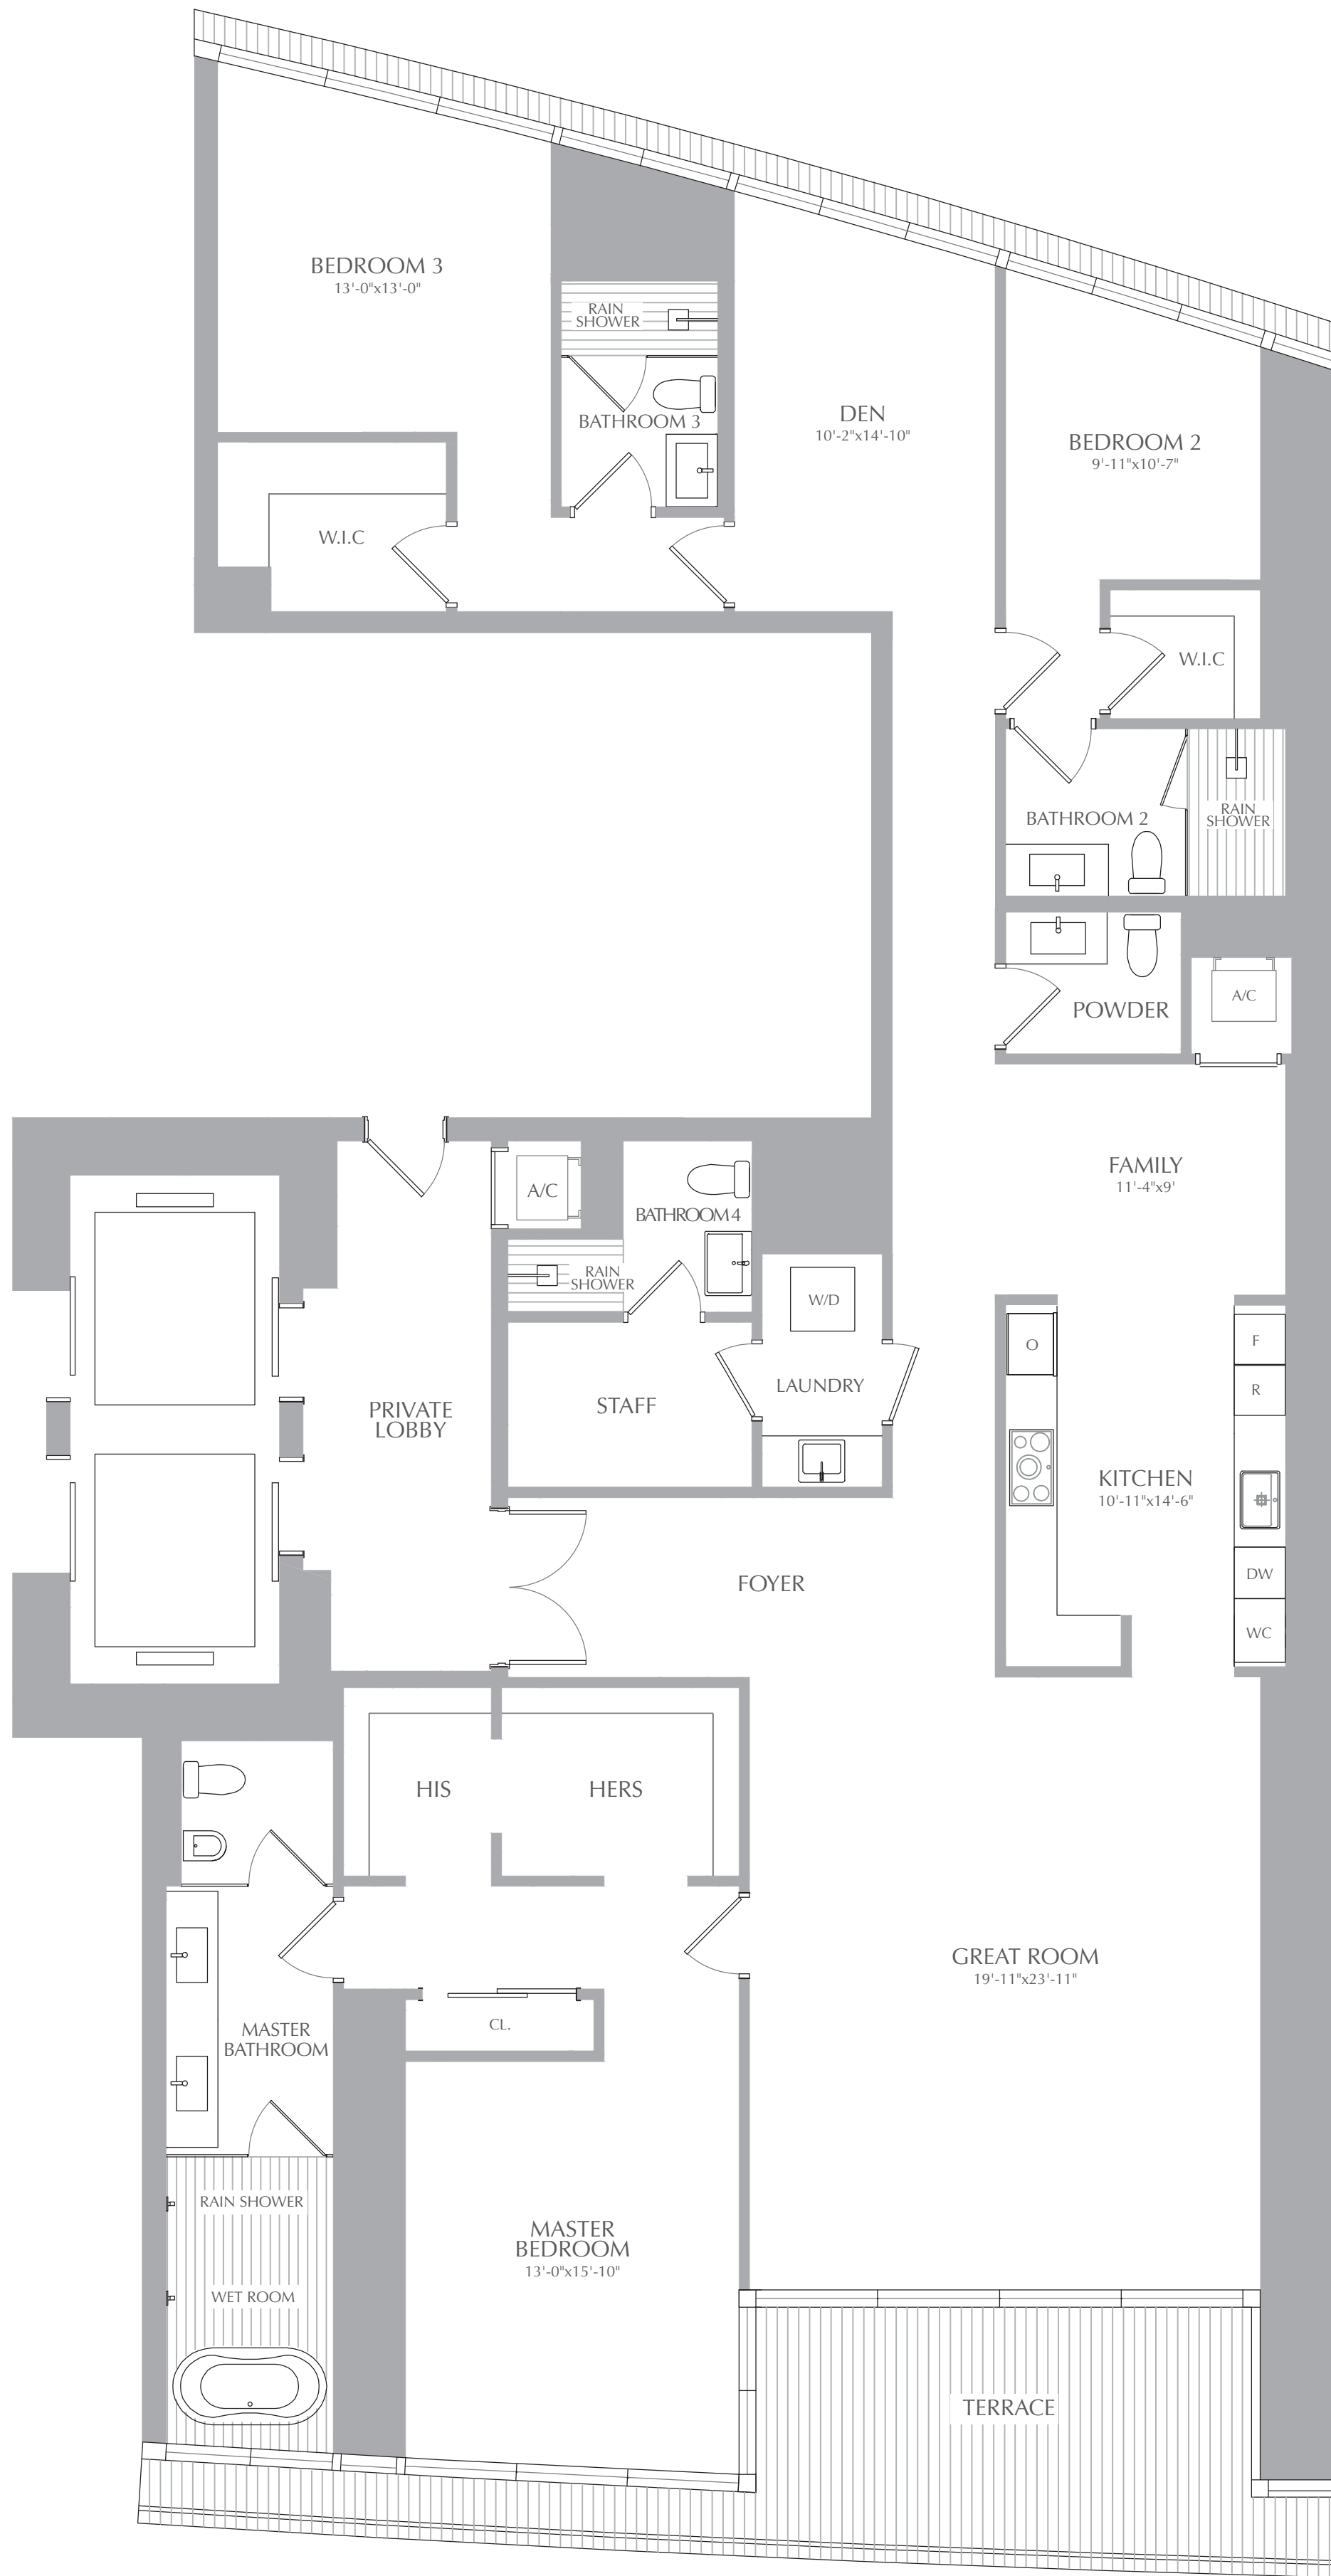 BEDROOM 3
13'-0"x13'-0"
RAIN
SHOWER
BATHROOM 3
DEN
10'-2"x14'-10"
BEDROOM 2
9'-11"x10'-7"
W.I.C
W.I.C
BATHROOM 2
RAIN
SHOWER
POWDER
A/C
FAMILY
11'-4"x9'
A/C
BATHROOM 4
RAIN
SHOWER
W/D
O
F
R
LAUNDRY
STAFF
PRIVATE
LOBBY
KITCHEN
10'-11"x14'-6"
FOYER
DW
WC
HIS
HERS
GREAT ROOM
19'-11"x23'-11"
CL.
MASTER
BATHROOM
RAIN SHOWER
MASTER
BEDROOM
13'-0"x15'-10"
WET ROOM
TERRACE